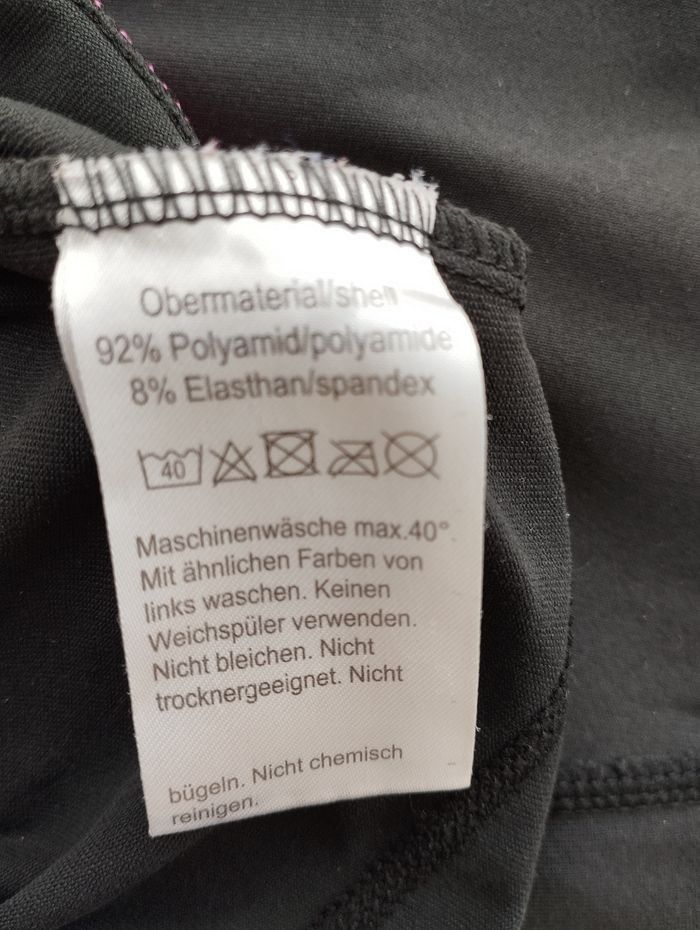 Obermaterial/shell
92% Polyamid/polyamide
8% Elasthan/spandex
40
Maschinenwäsche max.40°.
Mit ähnlichen Farben von
links waschen. Keinen
Weichspüler verwenden.
Nicht bleichen. Nicht
trocknergeeignet. Nicht
bügeln. Nicht chemisch
reinigen.